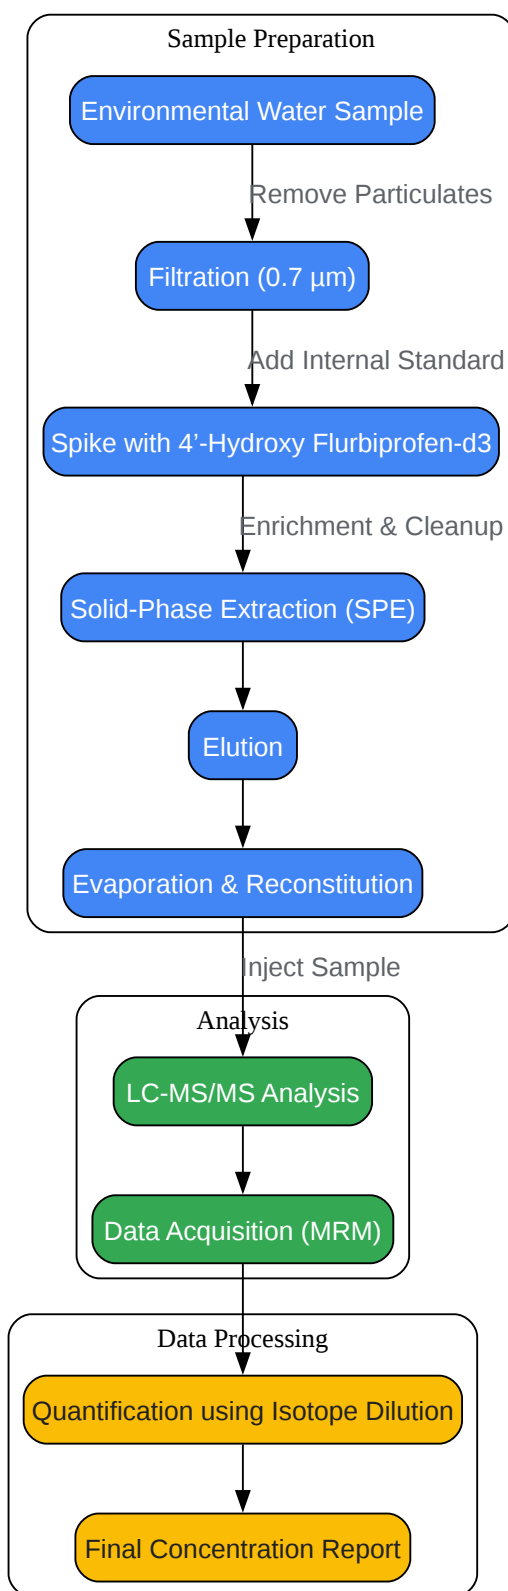 Sample Preparation
Environmental Water Sample
Remove Particulates
Filtration (0.7 µm)
Add Internal Standard
Spike with 4’-Hydroxy Flurbiprofen-d3
Enrichment & Cleanup
Solid-Phase Extraction (SPE)
Elution
Evaporation & Reconstitution
Inject Sample
Analysis
LC-MS/MS Analysis
Data Acquisition (MRM)
Data Processing
Quantification using Isotope Dilution
Final Concentration Report